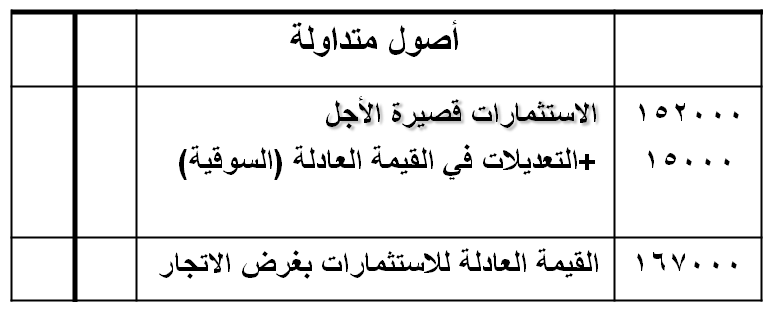 أصول متداولة
١٥٢٠٠٠ الاستثمارات قصيرة الأجل
١٥٠٠٠ +التعديلات في القيمة العادلة (السوقية)
١٦٧٠٠٠ القيمة العادلة للاستثمارات بغرض الاتجار